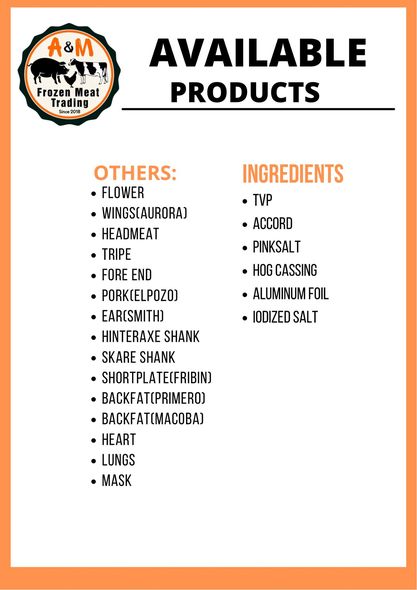 A&M
Frozen Meat
Trading
Since 2018
AVAILABLE
PRODUCTS
OTHERS:
• FLOWER
• WINGS(AURORA)
• HEADMEAT
• TRIPE
• FORE END
• PORK(ELPOZO)
• EAR(SMITH)
• HINTERAXE SHANK
• SKARE SHANK
• SHORTPLATE(FRIBIN)
• BACKFAT(PRIMERO)
• BACKFAT(MACOBA)
• HEART
• LUNGS
• MASK
INGREDIENTS
• TVP
• ACCORD
• PINKSALT
• HOG CASSING
• ALUMINUM FOIL
• IODIZED SALT